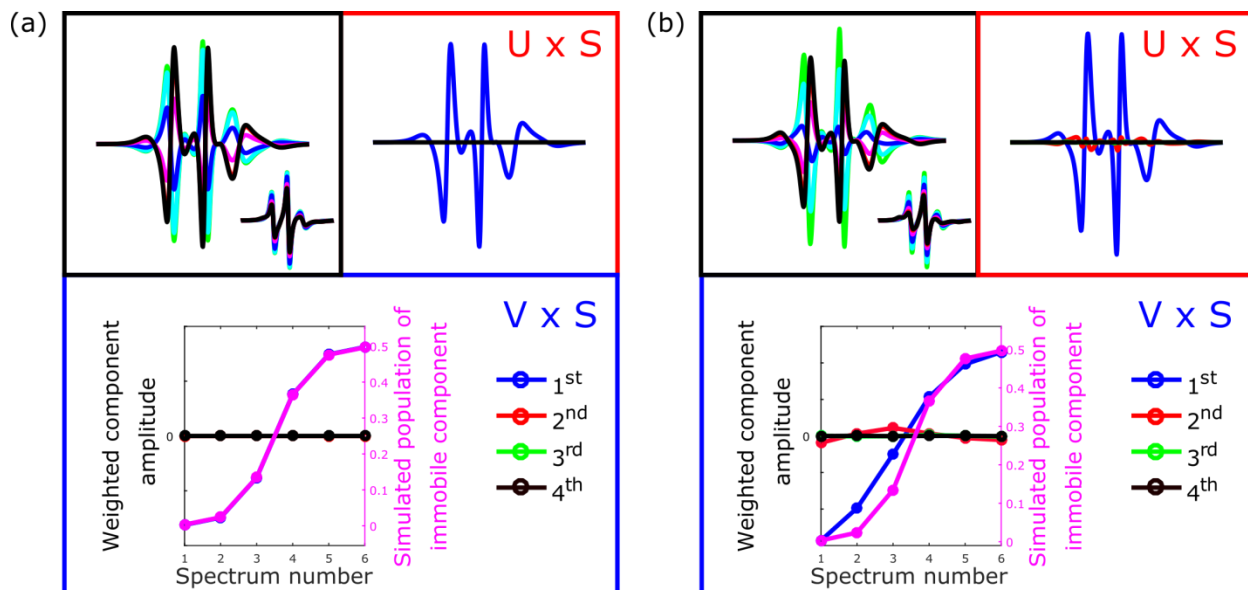 (a)
U x S
V x S
Weighted component
amplitude
0
0.5
0.4
0.3
0.2
0.1
0
Simulated population of
immobile component
1st
2nd
3rd
4th
1 2 3 4 5 6
Spectrum number
(b)
U x S
V x S
Weighted component
amplitude
0
0.5
0.4
0.3
0.2
0.1
0
Simulated population of
immobile component
1st
2nd
3rd
4th
1 2 3 4 5 6
Spectrum number